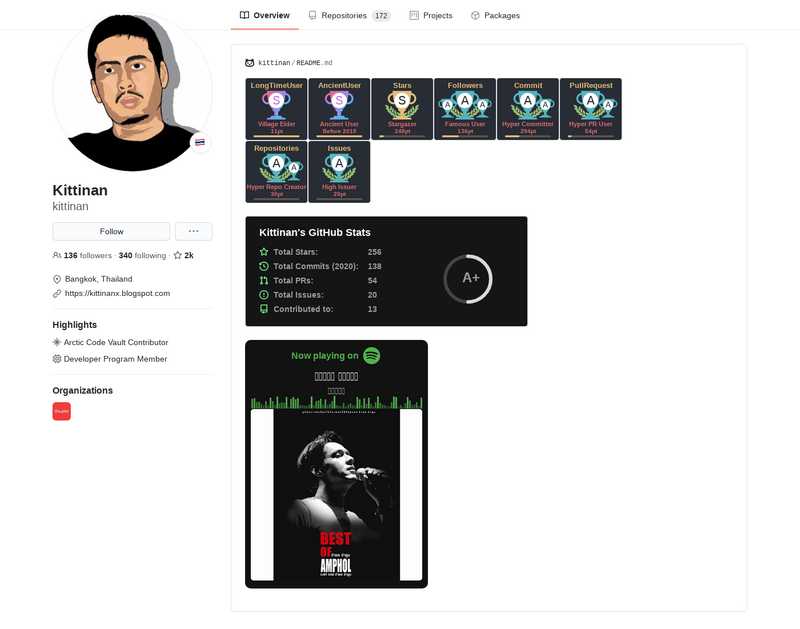 Overview
Repositories 172
Projects
Packages
Kittinan
kittinan
Follow
136 followers · 340 following · 2k
Bangkok, Thailand
https://kittinanx.blogspot.com
Highlights
Arctic Code Vault Contributor
Developer Program Member
Organizations
kittinan/README.md
LongTimeUser
S
Village Elder
11pt
AncientUser
S
Ancient User
Before 2010
Stars
S
Stargazer
Followers
A A A
Famous User
136pt
Commit
A A
Hyper Committer
294pt
PullRequest
A A
Hyper PR User
54pt
Repositories
A A
Hyper Repo Creator
30pt
Issues
A
High Issuer
20pt
Kittinan's GitHub Stats
Total Stars: 256
Total Commits (2020): 138
Total PRs: 54
Total Issues: 20
Contributed to: 13
A+
Now playing on
BEST
OF
AMPHOL